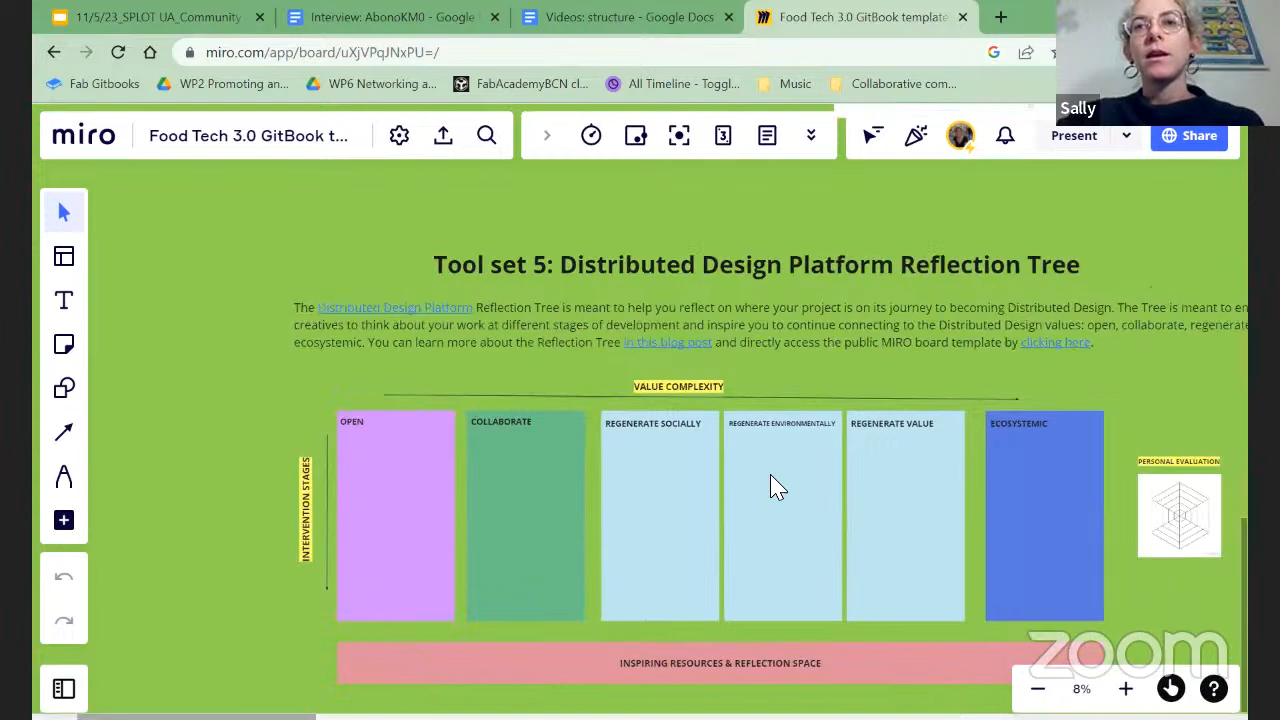 11/5/23_SPLOT UA_Community
Interview: AbonoKM0 - Google
Videos: structure - Google Docs
Food Tech 3.0 GitBook template
miro.com/app/board/uXjVPqJNxPU=/
Fab Gitbooks
WP2 Promoting an...
WP6 Networking a...
FabAcademyBCN cl...
All Timeline - Toggl...
Music
Collaborative com...
Sally
miro
Food Tech 3.0 GitBook t...
3
Present
Share
Tool set 5: Distributed Design Platform Reflection Tree
The Distributed Design Platform Reflection Tree is meant to help you reflect on where your project is on its journey to becoming Distributed Design. The Tree is meant to en
creatives to think about your work at different stages of development and inspire you to continue connecting to the Distributed Design values: open, collaborate, regenerate
ecosystemic. You can learn more about the Reflection Tree in this blog post and directly access the public MIRO board template by clicking here.
VALUE COMPLEXITY
OPEN
COLLABORATE
REGENERATE SOCIALLY
REGENERATE ENVIRONMENTALLY
REGENERATE VALUE
ECOSYSTEMIC
INTERVENTION STAGES
PERSONAL EVALUATION
INSPIRING RESOURCES & REFLECTION SPACE
zoom
8%